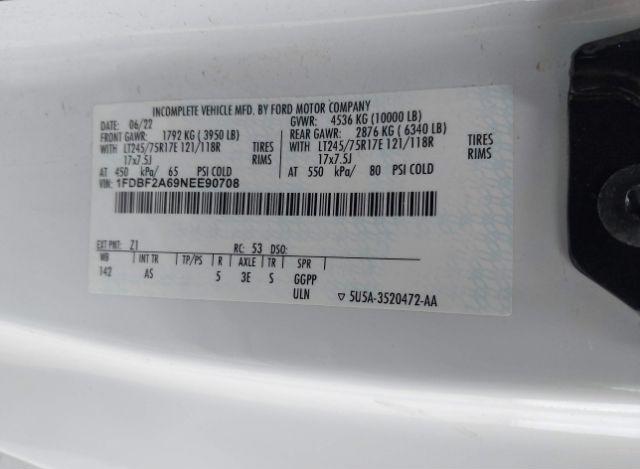 INCOMPLETE VEHICLE MFD. BY FORD MOTOR COMPANY
DATE: 06/22 GVWR: 4536 KG (10000 LB)
FRONT GAWR: 1792 KG (3950 LB) REAR GAWR: 2876 KG (6340 LB)
WITH LT245/75R17E 121/118R TIRES WITH LT245/75R17E 121/118R TIRES
17x7.5J RIMS 17x7.5J RIMS
AT 450 kPa/ 65 PSI COLD AT 550 kPa/ 80 PSI COLD
VIN: 1FDBF2A69NEE90708
EXT PNT: Z1 RC: 53 DSO:
WB INT TR TP/PS R AXLE TR SPR
142 AS 5 3E S GGPP
ULN ▽ 5U5A-3520472-AA